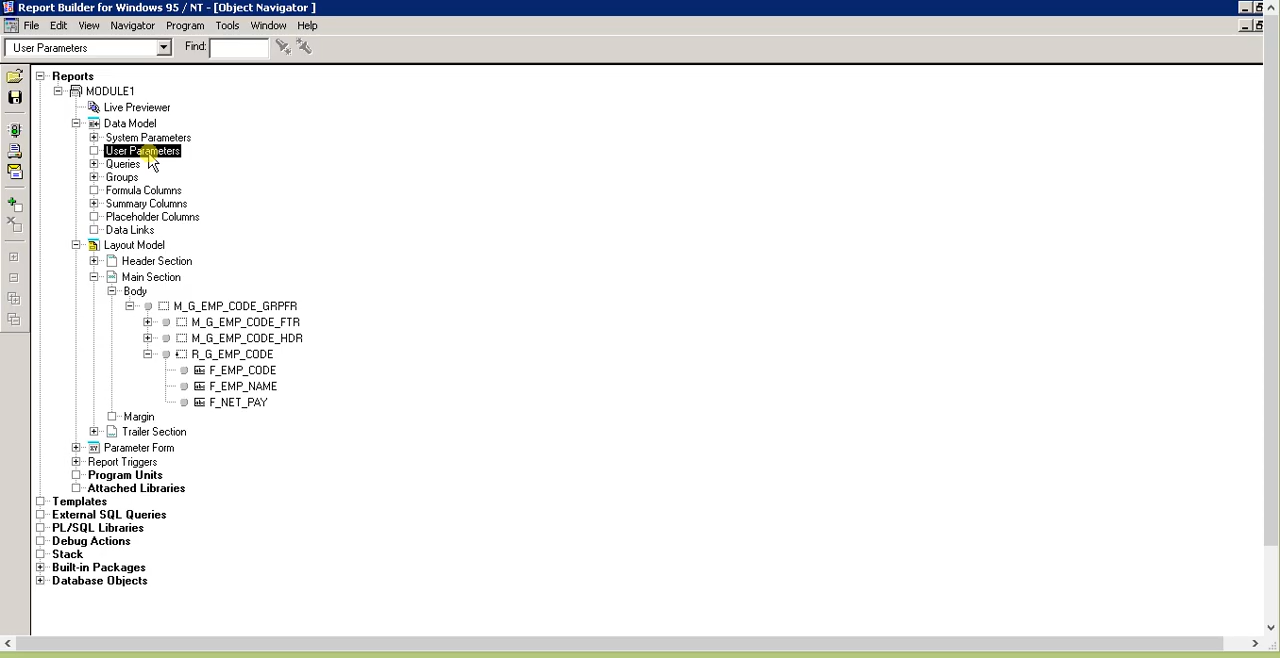 Report Builder for Windows 95 / NT - [Object Navigator ]
File Edit View Navigator Program Tools Window Help
User Parameters Find:
Reports
MODULE1
Live Previewer
Data Model
System Parameters
User Parameters
Queries
Groups
Formula Columns
Summary Columns
Placeholder Columns
Data Links
Layout Model
Header Section
Main Section
Body
M_G_EMP_CODE_GRPFR
M_G_EMP_CODE_FTR
M_G_EMP_CODE_HDR
R_G_EMP_CODE
F_EMP_CODE
F_EMP_NAME
F_NET_PAY
Margin
Trailer Section
Parameter Form
Report Triggers
Program Units
Attached Libraries
Templates
External SQL Queries
PL/SQL Libraries
Debug Actions
Stack
Built-in Packages
Database Objects